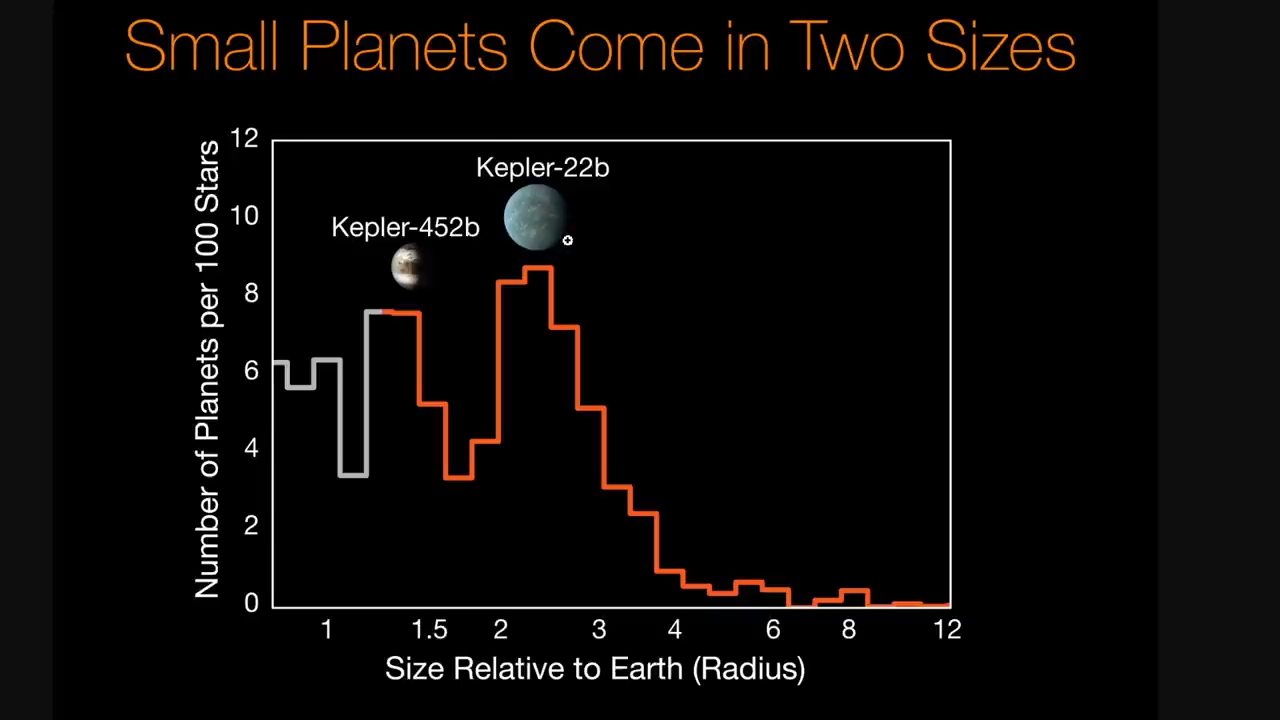 Small Planets Come in Two Sizes
Number of Planets per 100 Stars
12
10
8
6
4
2
0
Kepler-22b
Kepler-452b
1 1.5 2 3 4 6 8 12
Size Relative to Earth (Radius)